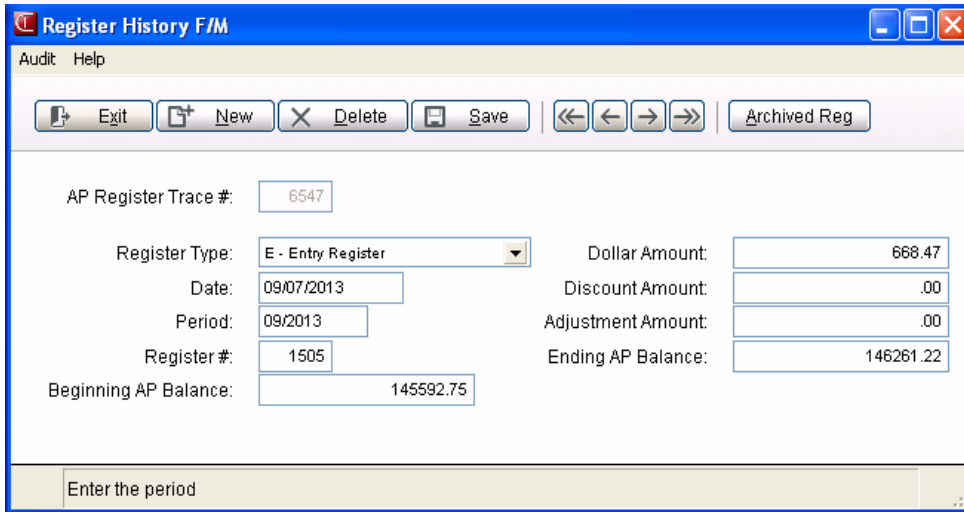 Register History F/M
Audit Help
Exit New Delete Save Archived Reg
AP Register Trace #: 6547
Register Type: E - Entry Register Dollar Amount: 668.47
Date: 09/07/2013 Discount Amount: .00
Period: 09/2013 Adjustment Amount: .00
Register #: 1505 Ending AP Balance: 146261.22
Beginning AP Balance: 145592.75
Enter the period